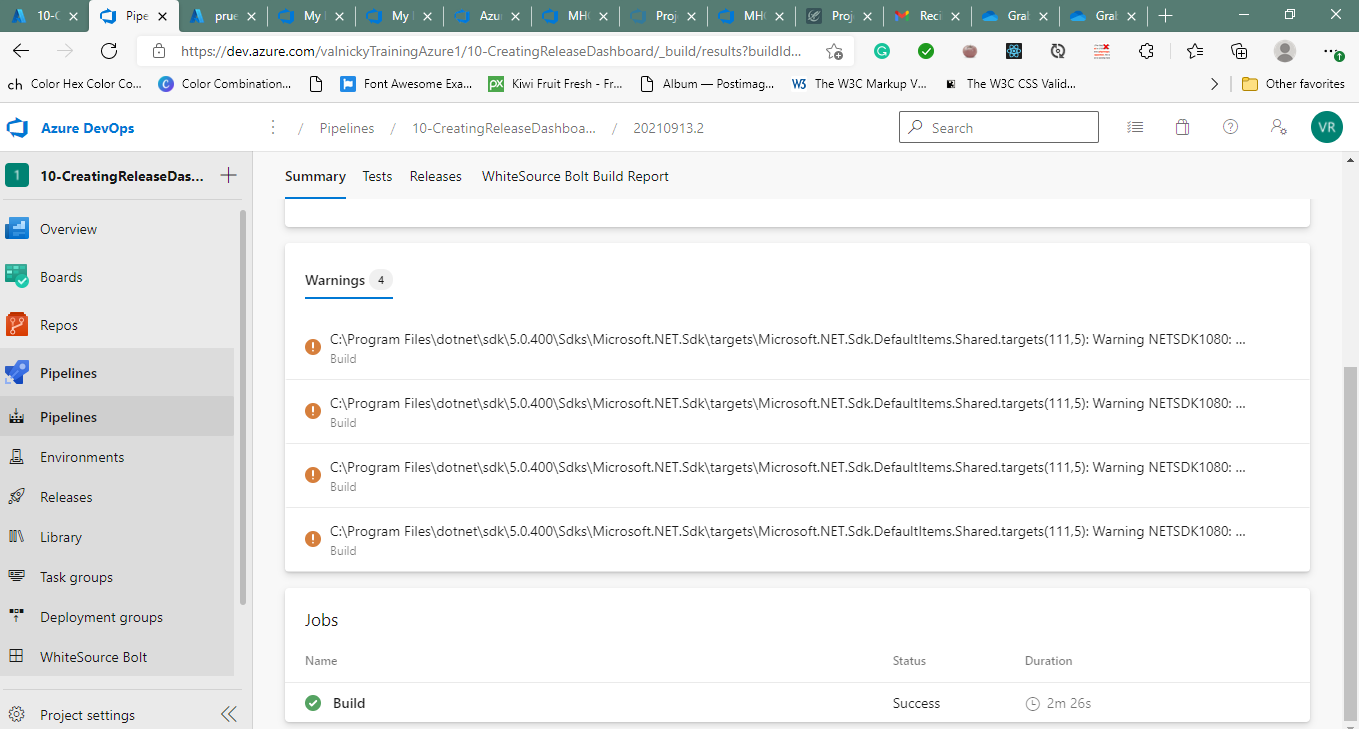 10-C
Pipe
prue
My I
My I
Azur
MHC
Proj
MHC
Proj
Reci
Grab
Grab
https://dev.azure.com/valnickyTrainingAzure1/10-CreatingReleaseDashboard/_build/results?buildId...
ch Color Hex Color Co...
Color Combination...
Font Awesome Exa...
px Kiwi Fruit Fresh - Fr...
Album — Postimag...
W3 The W3C Markup V...
The W3C CSS Valid...
Other favorites
Azure DevOps
/ Pipelines / 10-CreatingReleaseDashboa... / 20210913.2
Search
VR
1 10-CreatingReleaseDas...
Overview
Boards
Repos
Pipelines
Pipelines
Environments
Releases
Library
Task groups
Deployment groups
WhiteSource Bolt
Project settings
Summary Tests Releases WhiteSource Bolt Build Report
Warnings 4
C:\Program Files\dotnet\sdk\5.0.400\Sdks\Microsoft.NET.Sdk\targets\Microsoft.NET.Sdk.DefaultItems.Shared.targets(111,5): Warning NETSDK1080: ...
Build
C:\Program Files\dotnet\sdk\5.0.400\Sdks\Microsoft.NET.Sdk\targets\Microsoft.NET.Sdk.DefaultItems.Shared.targets(111,5): Warning NETSDK1080: ...
Build
C:\Program Files\dotnet\sdk\5.0.400\Sdks\Microsoft.NET.Sdk\targets\Microsoft.NET.Sdk.DefaultItems.Shared.targets(111,5): Warning NETSDK1080: ...
Build
C:\Program Files\dotnet\sdk\5.0.400\Sdks\Microsoft.NET.Sdk\targets\Microsoft.NET.Sdk.DefaultItems.Shared.targets(111,5): Warning NETSDK1080: ...
Build
Jobs
Name Status Duration
Build Success 2m 26s